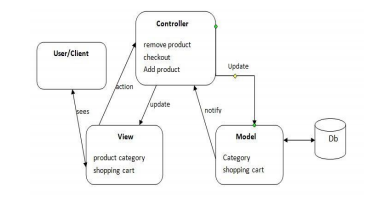 Controller
remove product
checkout
Add product
User/Client
Update
action
sees
update
notify
View
product category
shopping cart
Model
Category
shopping cart
Db